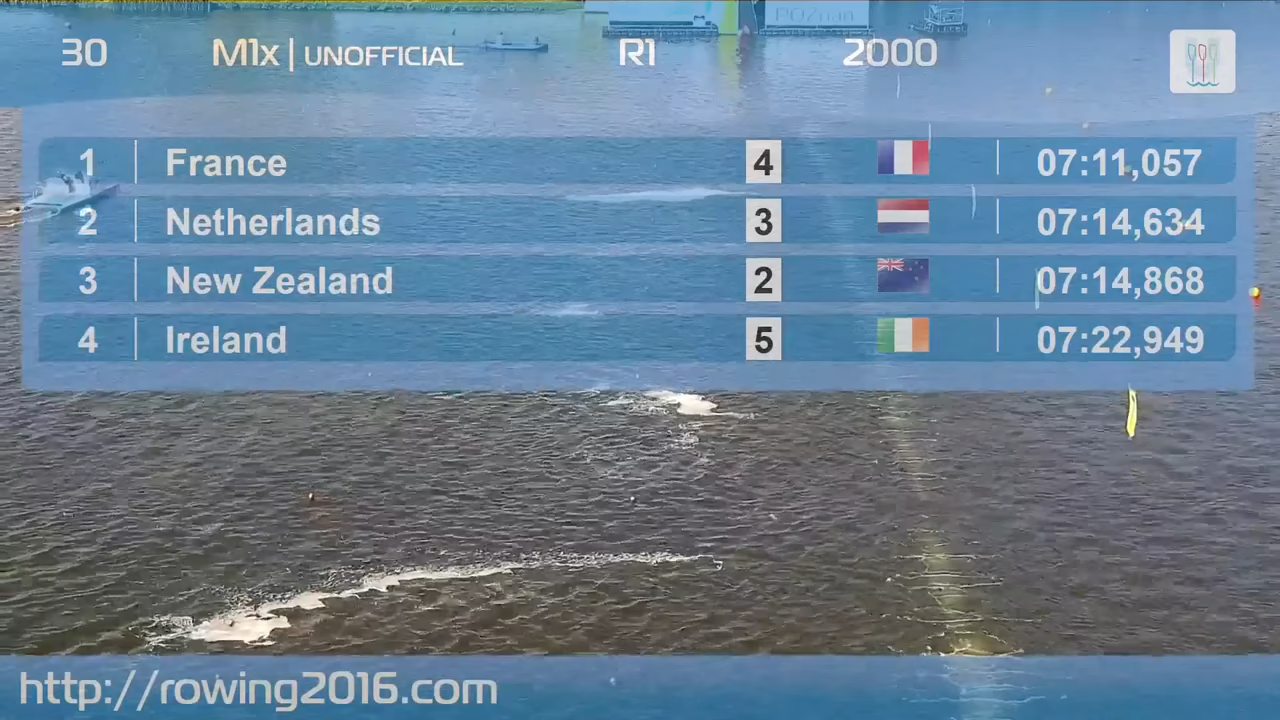 POZnan
30 M1x | UNOFFICIAL R1 2000
1 France 4 07:11,057
2 Netherlands 3 07:14,634
3 New Zealand 2 07:14,868
4 Ireland 5 07:22,949
http://rowing2016.com